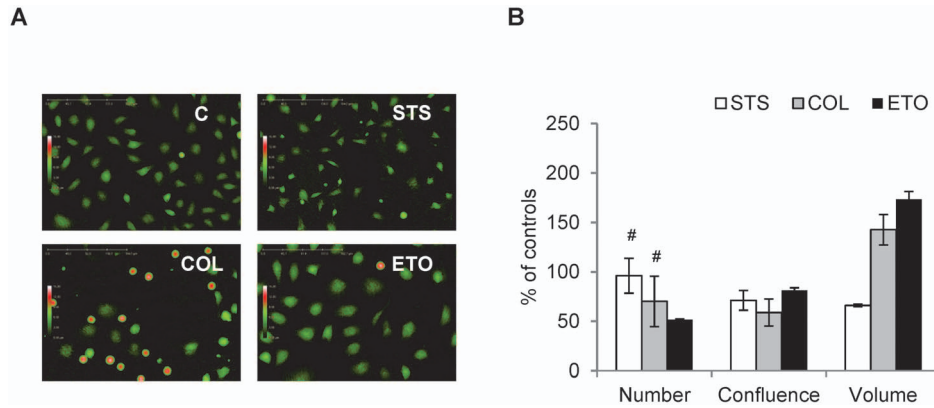 A
B
C
STS
COL
ETO
STS COL ETO
% of controls
250
200
150
100
50
0
# #
Number Confluence Volume